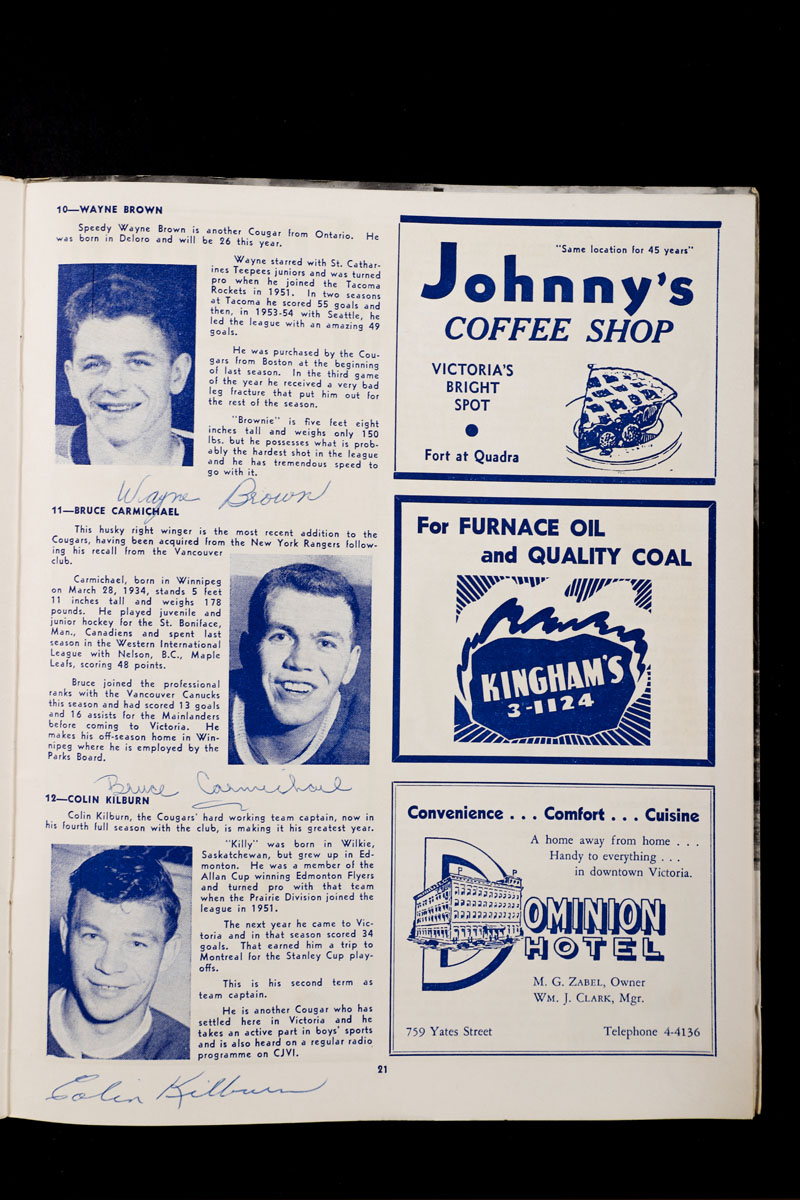 10—WAYNE BROWN
Speedy Wayne Brown is another Cougar from Ontario. He
was born in Deloro and will be 26 this year.
Wayne starred with St. Cathar-
ines Teepees juniors and was turned
pro when he joined the Tacoma
Rockets in 1951. In two seasons
at Tacoma he scored 55 goals and
then, in 1953-54 with Seattle, he
led the league with an amazing 49
goals.
He was purchased by the Cou-
gars from Boston at the beginning
of last season. In the third game
of the year he received a very bad
leg fracture that put him out for
the rest of the season.
"Brownie" is five feet eight
inches tall and weighs only 150
lbs. but he possesses what is prob-
ably the hardest shot in the league
and he has tremendous speed to
go with it.
Wayne Brown
11—BRUCE CARMICHAEL
This husky right winger is the most recent addition to the
Cougars, having been acquired from the New York Rangers follow-
ing his recall from the Vancouver
club.
Carmichael, born in Winnipeg
on March 28, 1934, stands 5 feet
11 inches tall and weighs 178
pounds. He played juvenile and
junior hockey for the St. Boniface,
Man., Canadiens and spent last
season in the Western International
League with Nelson, B.C., Maple
Leafs, scoring 48 points.
Bruce joined the professional
ranks with the Vancouver Canucks
this season and had scored 13 goals
and 16 assists for the Mainlanders
before coming to Victoria. He
makes his off-season home in Win-
nipeg where he is employed by the
Parks Board.
Bruce Carmichael
12—COLIN KILBURN
Colin Kilburn, the Cougars' hard working team captain, now in
his fourth full season with the club, is making it his greatest year.
"Killy" was born in Wilkie,
Saskatchewan, but grew up in Ed-
monton. He was a member of the
Allan Cup winning Edmonton Flyers
and turned pro with that team
when the Prairie Division joined the
league in 1951.
The next year he came to Vic-
toria and in that season scored 34
goals. That earned him a trip to
Montreal for the Stanley Cup play-
offs.
This is his second term as
team captain.
He is another Cougar who has
settled here in Victoria and he
takes an active part in boys' sports
and is also heard on a regular radio
programme on CJVI.
Colin Kilburn
"Same location for 45 years"
Johnny's
COFFEE SHOP
VICTORIA'S
BRIGHT
SPOT
Fort at Quadra
For FURNACE OIL
and QUALITY COAL
KINGHAM'S
3-1124
Convenience . . . Comfort . . . Cuisine
A home away from home . . .
Handy to everything . . .
in downtown Victoria.
DOMINION
HOTEL
M. G. ZABEL, Owner
WM. J. CLARK, Mgr.
759 Yates Street Telephone 4-4136
21